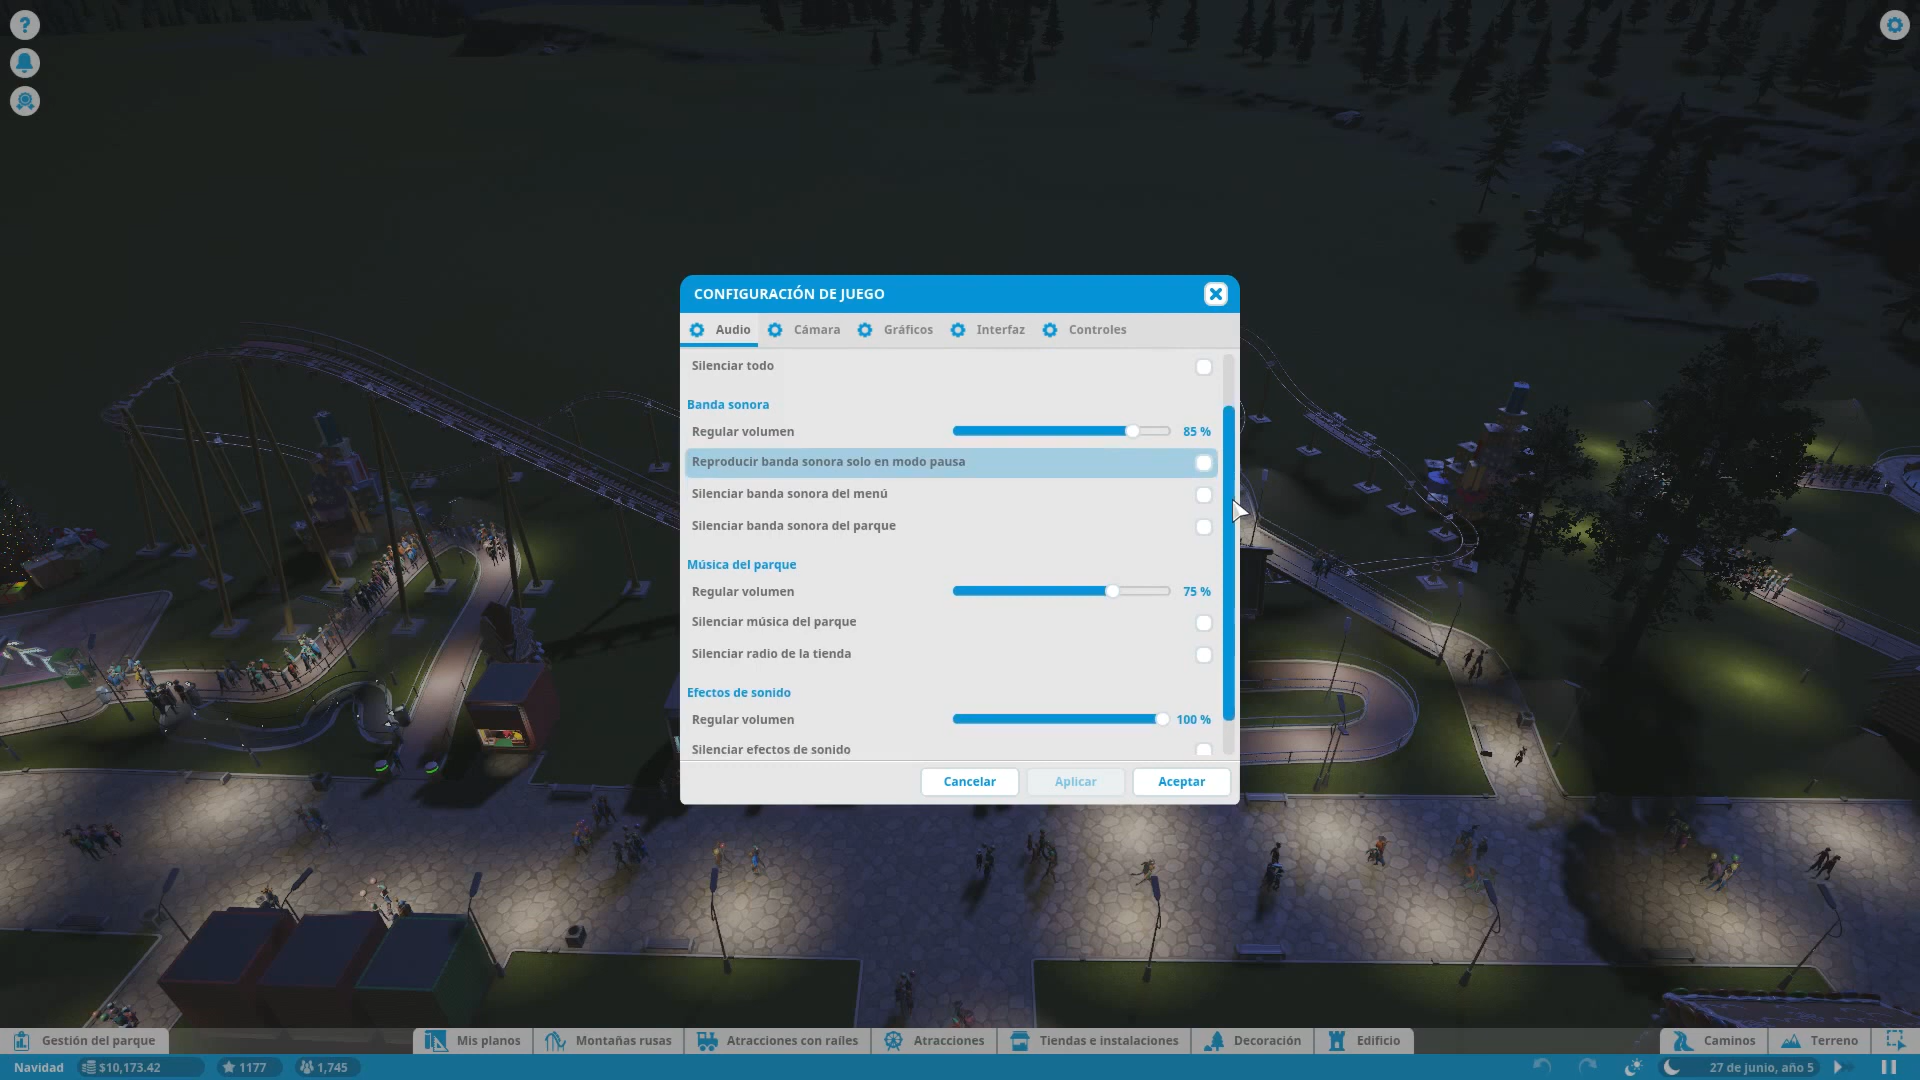 ?
CONFIGURACIÓN DE JUEGO
Audio
Cámara
Gráficos
Interfaz
Controles
Silenciar todo
Banda sonora
Regular volumen
85 %
Reproducir banda sonora solo en modo pausa
Silenciar banda sonora del menú
Silenciar banda sonora del parque
Música del parque
Regular volumen
75 %
Silenciar música del parque
Silenciar radio de la tienda
Efectos de sonido
Regular volumen
100 %
Silenciar efectos de sonido
Cancelar
Aplicar
Aceptar
Gestión del parque
Mis planos
Montañas rusas
Atracciones con raíles
Atracciones
Tiendas e instalaciones
Decoración
Edificio
Caminos
Terreno
Navidad
$10,173.42
1177
1,745
27 de junio, año 5